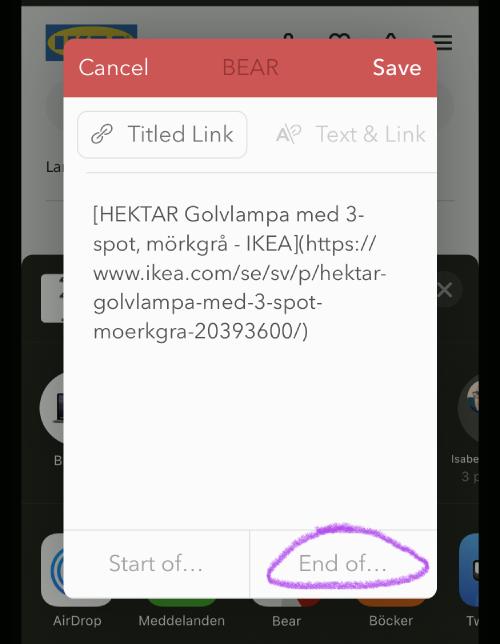 IKEA
Cancel BEAR Save
Titled Link
A Text & Link
[HEKTAR Golvlampa med 3-
spot, mörkgrå - IKEA](https://
www.ikea.com/se/sv/p/hektar-
golvlampa-med-3-spot-
moerkgra-20393600/)
Isabe
3 p
Start of... End of...
AirDrop Meddelanden Bear Böcker Tw